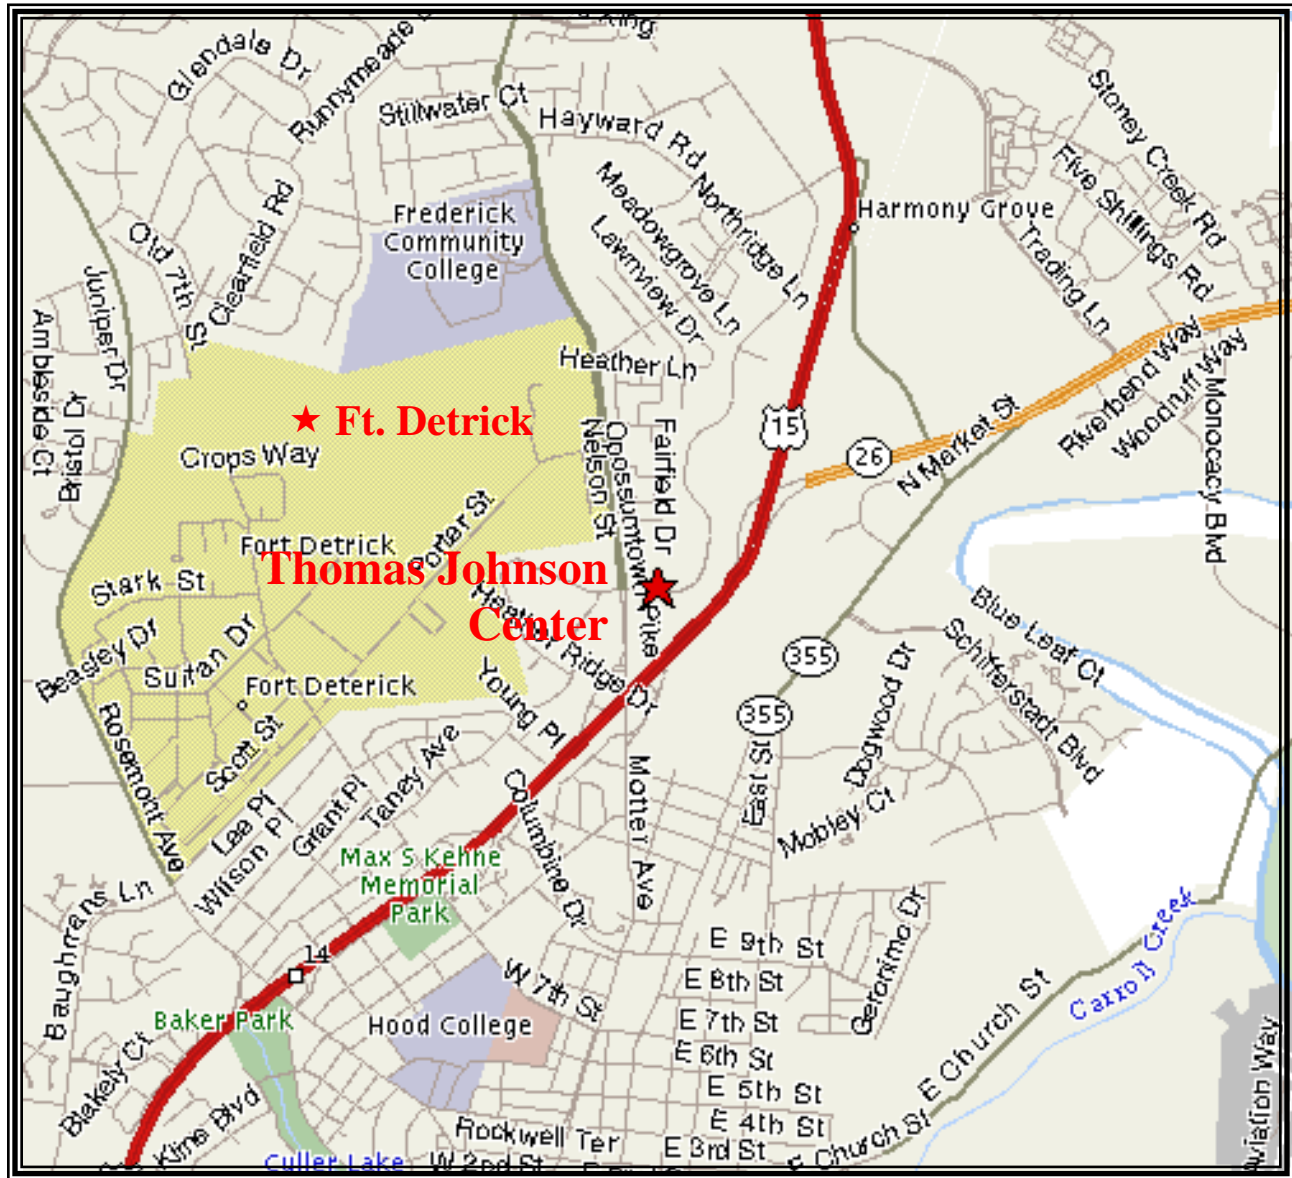 Glendale Dr
Runnymeade
Stillwater Ct
Hayward Rd
Stoney Creek Rd
Five Shillings Rd
Meadowgrove Ln
Northridge Ln
Lawnview Dr
Harmony Grove
Trading Ln
Frederick
Community
College
Old 7th St
Clearfield Rd
Juniper Dr
Ambleside Ct
Bristol Dr
Heather Ln
Riverbend Way
Woodruff Way
Monocacy Blvd
Ft. Detrick
15
26
N Market St
Crops Way
Nelson St
Opossumtown Pike
Fairfield Dr
Porter St
Fort Detrick
Thomas Johnson
Center
Stark St
Heather Ridge Dr
Beasley Dr
Sultan Dr
Blue Leaf Ct
Schifferstadt Blvd
355
355
Dogwood Dr
Fort Deterick
Young Pl
Rosemont Ave
Scott St
Taney Ave
Grant Pl
Lee Pl
Wilson Pl
Columbine Dr
Motter Ave
East St
Mobley Ct
Max S Kehne
Memorial
Park
Baughmans Ln
14
E 9th St
E 8th St
E 7th St
E 6th St
E 5th St
E 4th St
E 3rd St
Geronimo Dr
Carroll Creek
W 7th St
Hood College
Baker Park
Blakely Ct
Kline Blvd
E Church St
E Church St
Rockwell Ter
Culler Lake
W 2nd St
Aviation Way